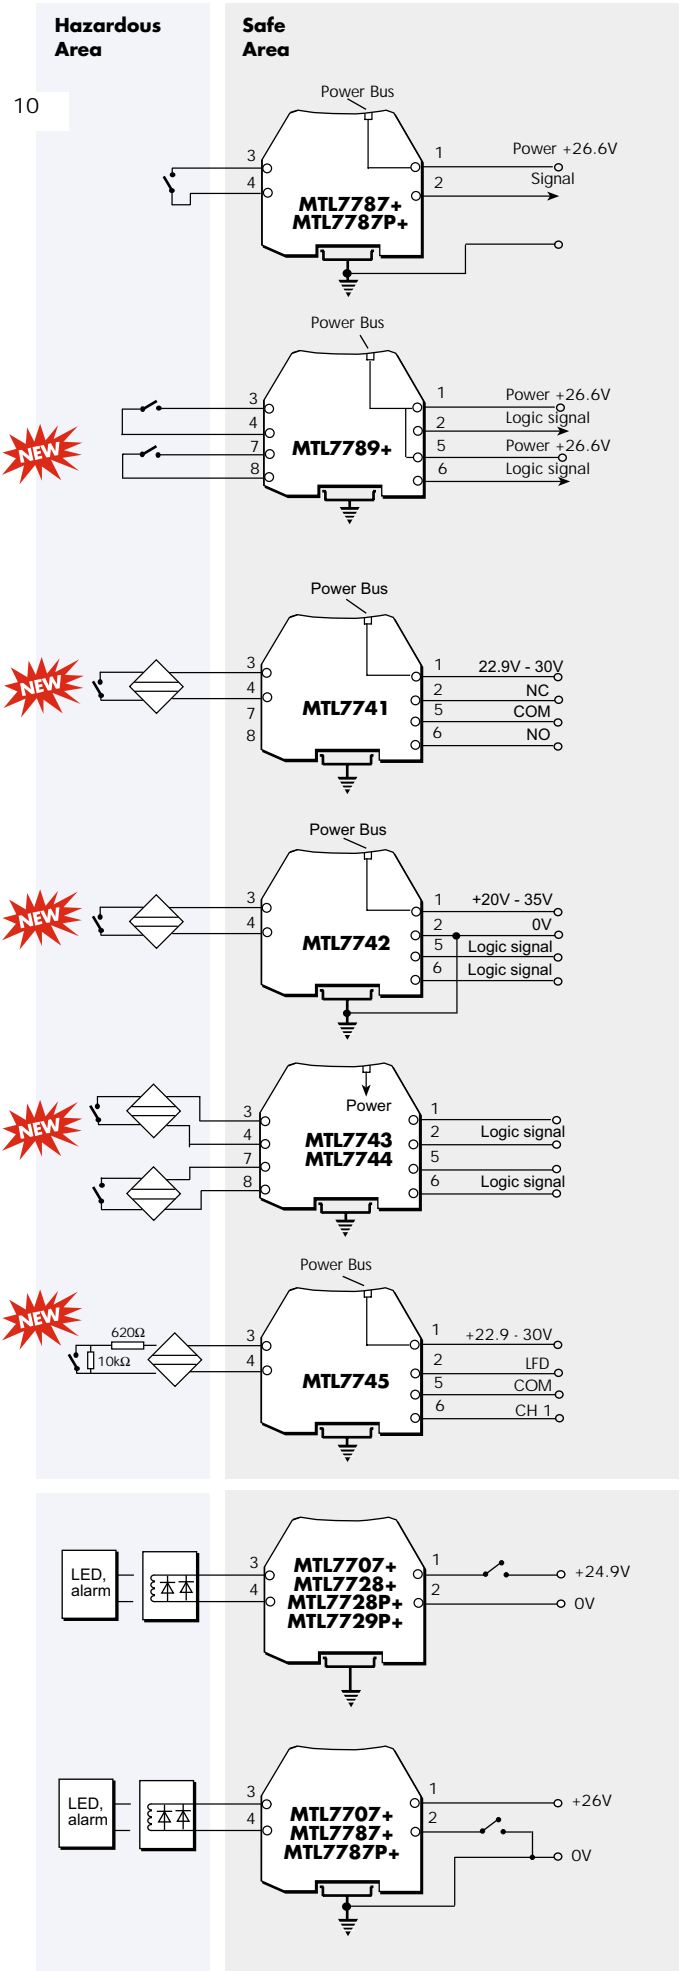 Hazardous
Area
Safe
Area
10
Power Bus
3
4
MTL7787+
MTL7787P+
1
Power +26.6V
2
Signal
Power Bus
NEW
3
4
7
8
MTL7789+
1
Power +26.6V
2
Logic signal
5
Power +26.6V
6
Logic signal
Power Bus
NEW
3
4
7
8
MTL7741
1
22.9V - 30V
2
NC
5
COM
6
NO
Power Bus
NEW
3
4
MTL7742
1
+20V - 35V
2
0V
5
Logic signal
6
Logic signal
NEW
3
4
7
8
Power
MTL7743
MTL7744
1
2
Logic signal
5
6
Logic signal
Power Bus
NEW
620Ω
10kΩ
3
4
MTL7745
1
+22.9 - 30V
2
LFD
5
COM
6
CH 1
LED,
alarm
3
4
MTL7707+
MTL7728+
MTL7728P+
MTL7729P+
1
+24.9V
2
0V
LED,
alarm
3
4
MTL7707+
MTL7787+
MTL7787P+
1
+26V
2
0V